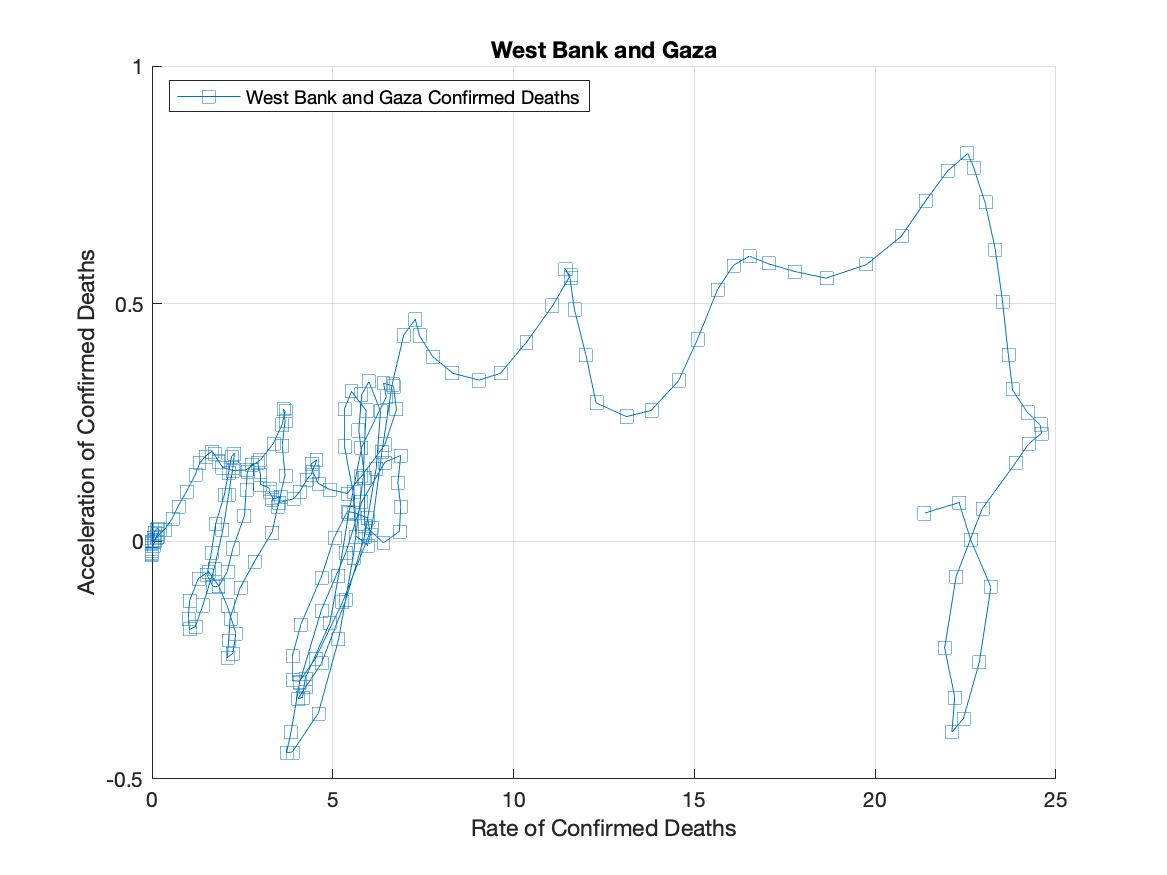 West Bank and Gaza
1
West Bank and Gaza Confirmed Deaths
0.5
0
-0.5
Acceleration of Confirmed Deaths
0
5
10
15
20
25
Rate of Confirmed Deaths